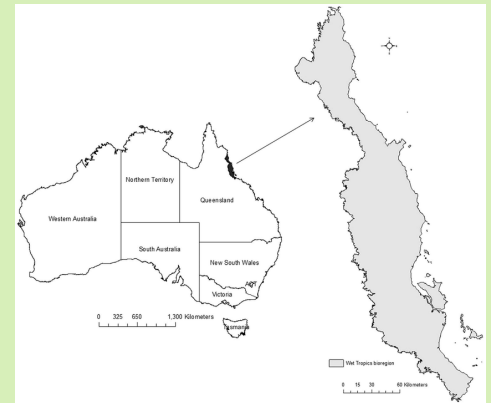 Northern Territory
Queensland
Western Australia
South Australia
New South Wales
ACT
Victoria
Tasmania
0 325 650 1,300 Kilometers
Wet Tropics bioregion
0 15 30 60 Kilometers